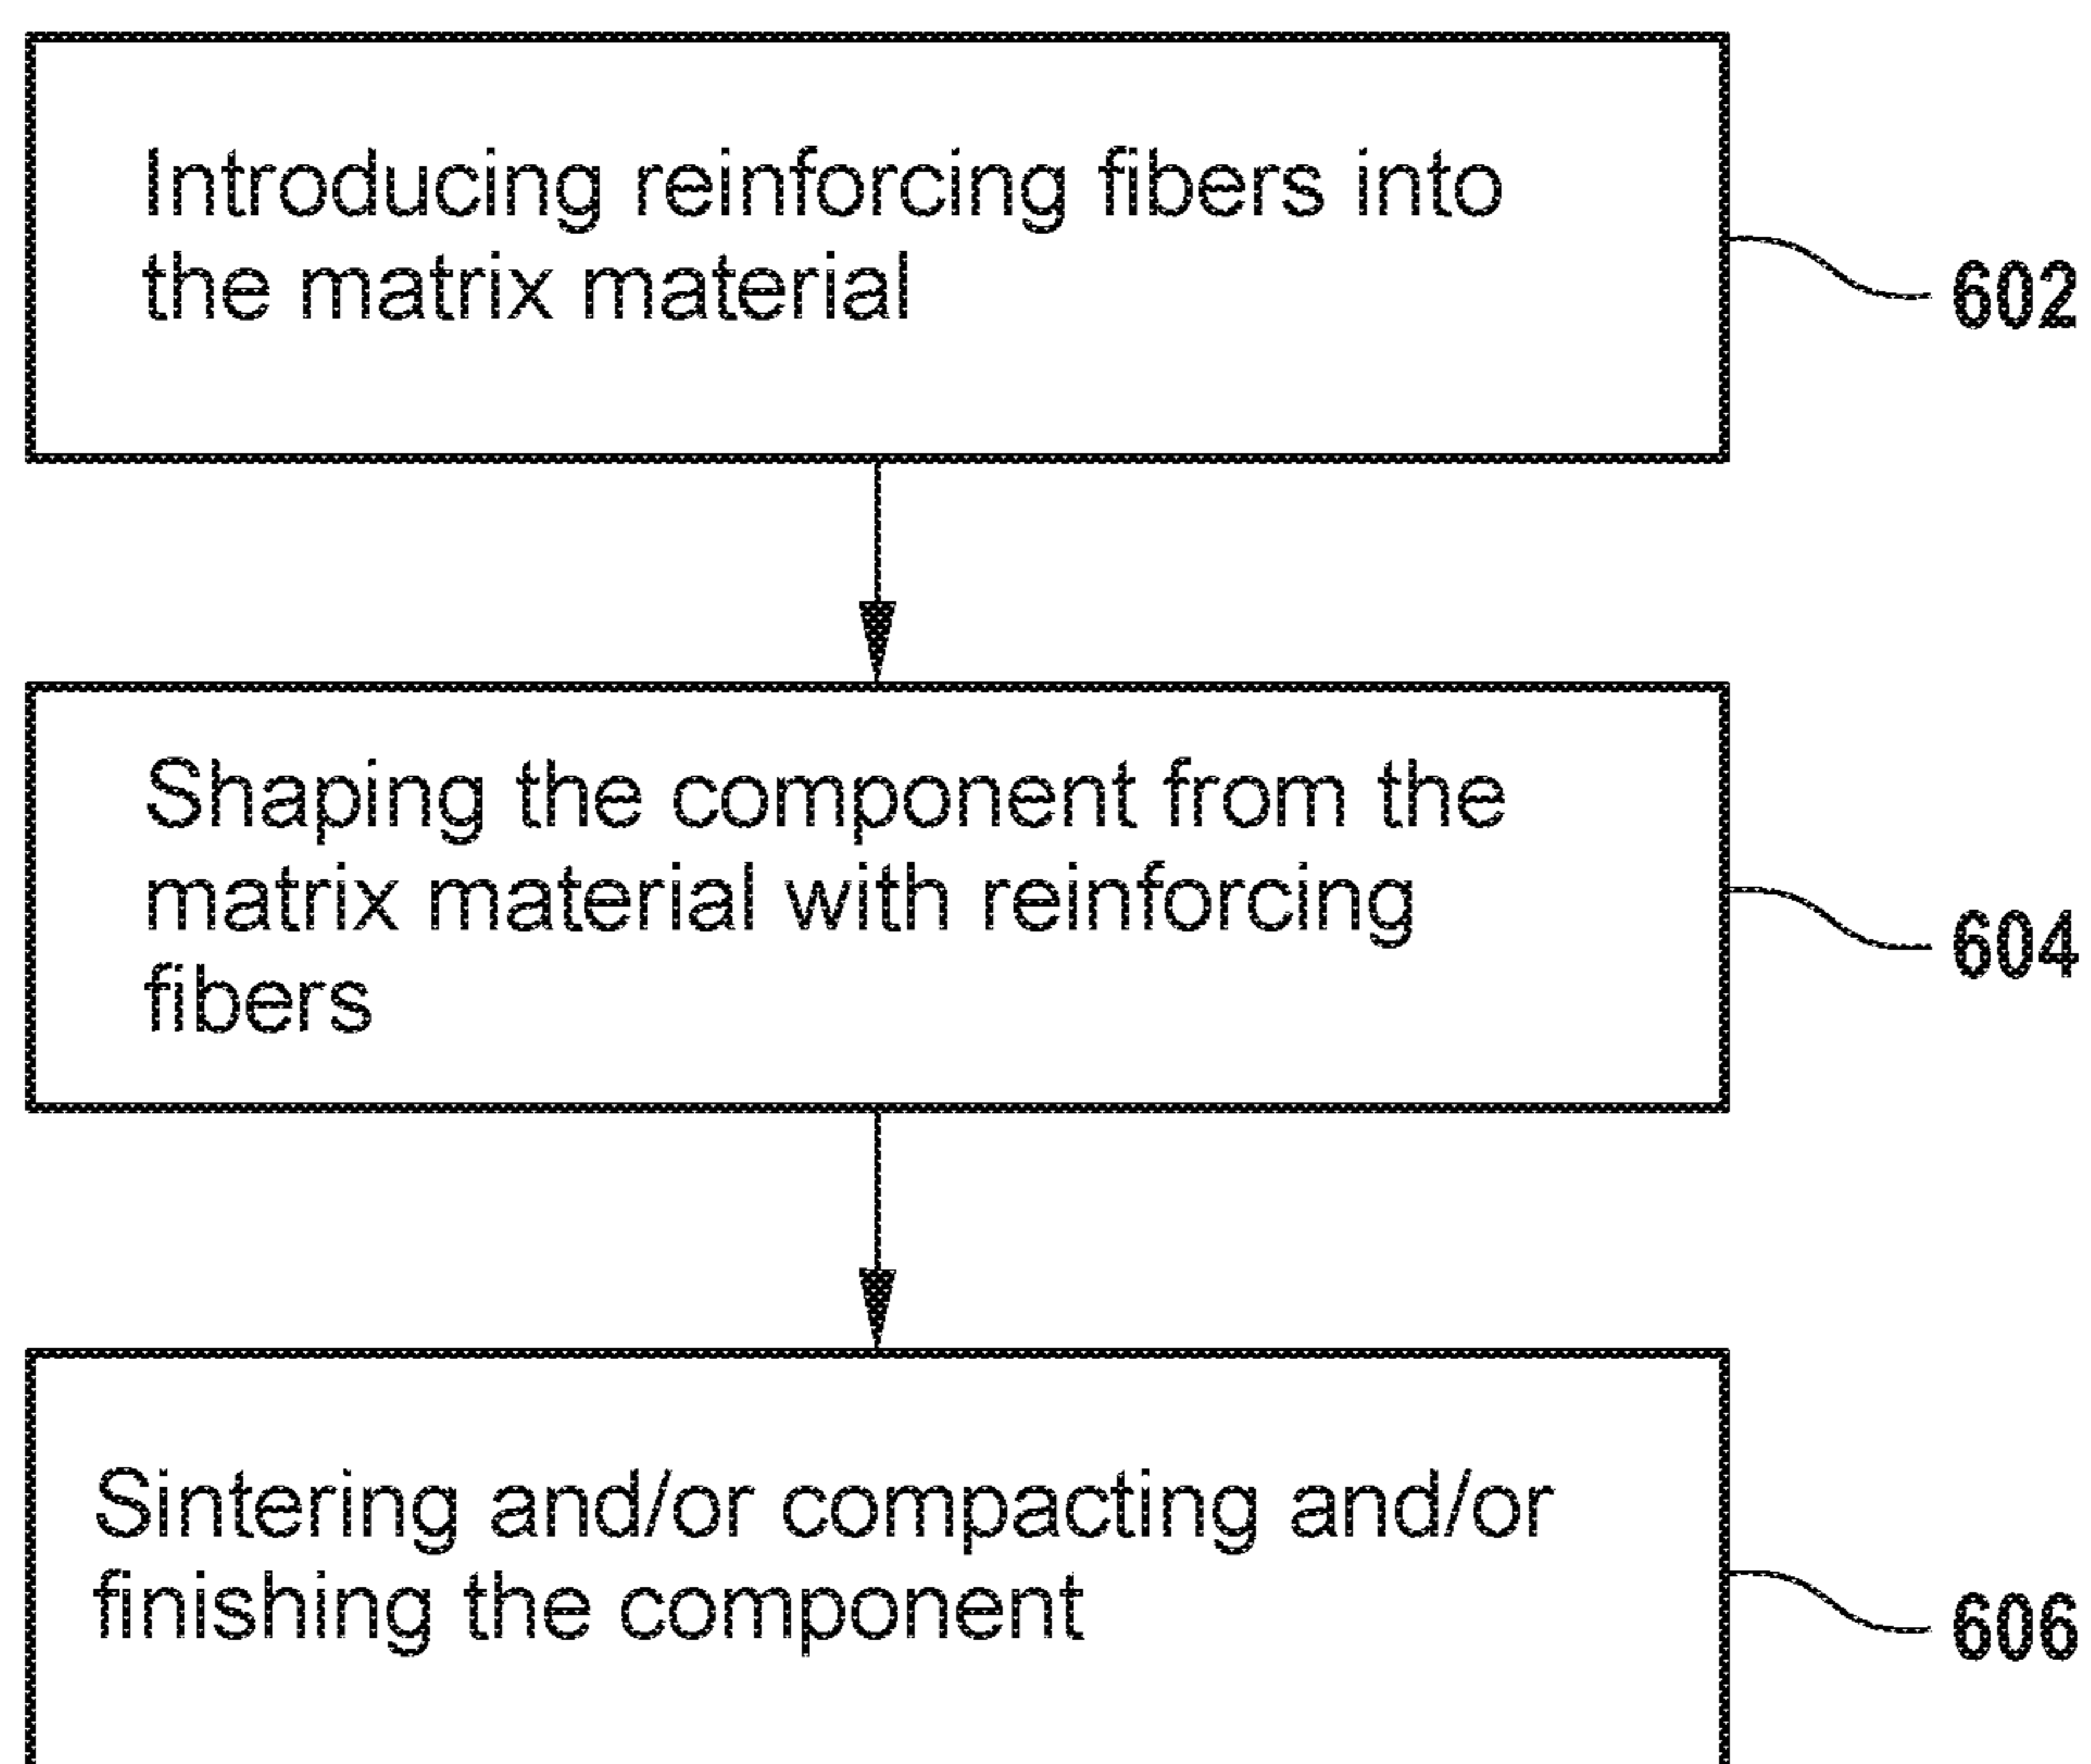 Introducing reinforcing fibers into
the matrix material
602
Shaping the component from the
matrix material with reinforcing
fibers
604
Sintering and/or compacting and/or
finishing the component
606